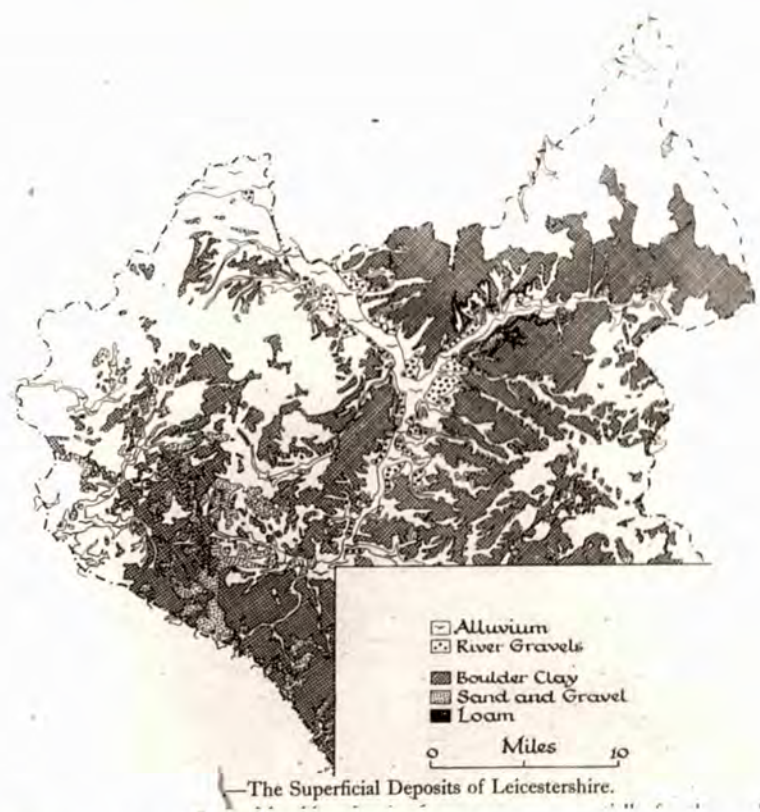 Alluvium
River Gravels
Boulder Clay
Sand and Gravel
Loam
Miles
0 10
—The Superficial Deposits of Leicestershire.